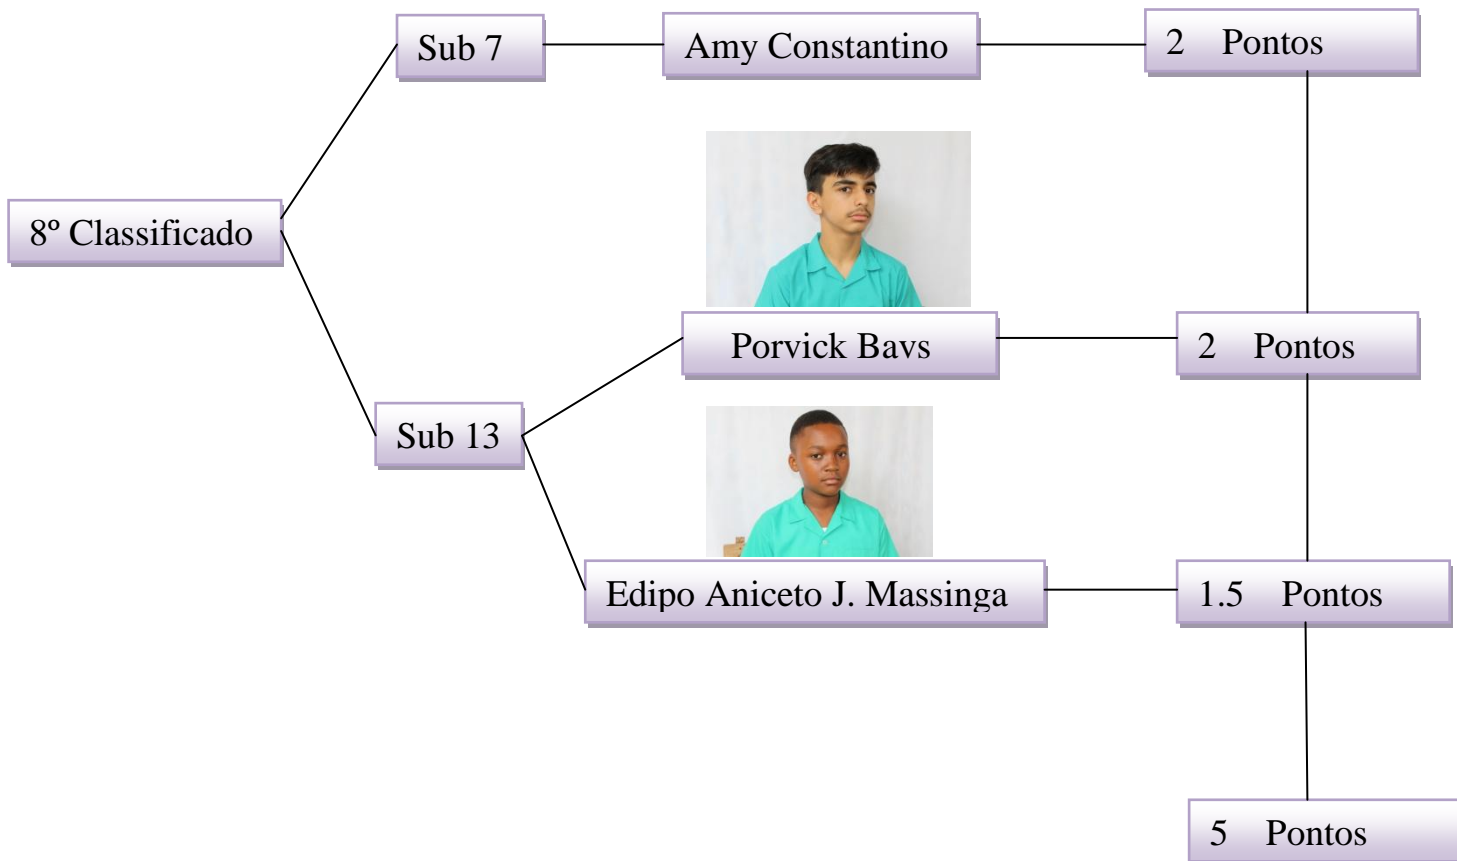 Sub 7
Amy Constantino
2 Pontos
8º Classificado
Porvick Bavs
2 Pontos
Sub 13
Edipo Aniceto J. Massinga
1.5 Pontos
5 Pontos